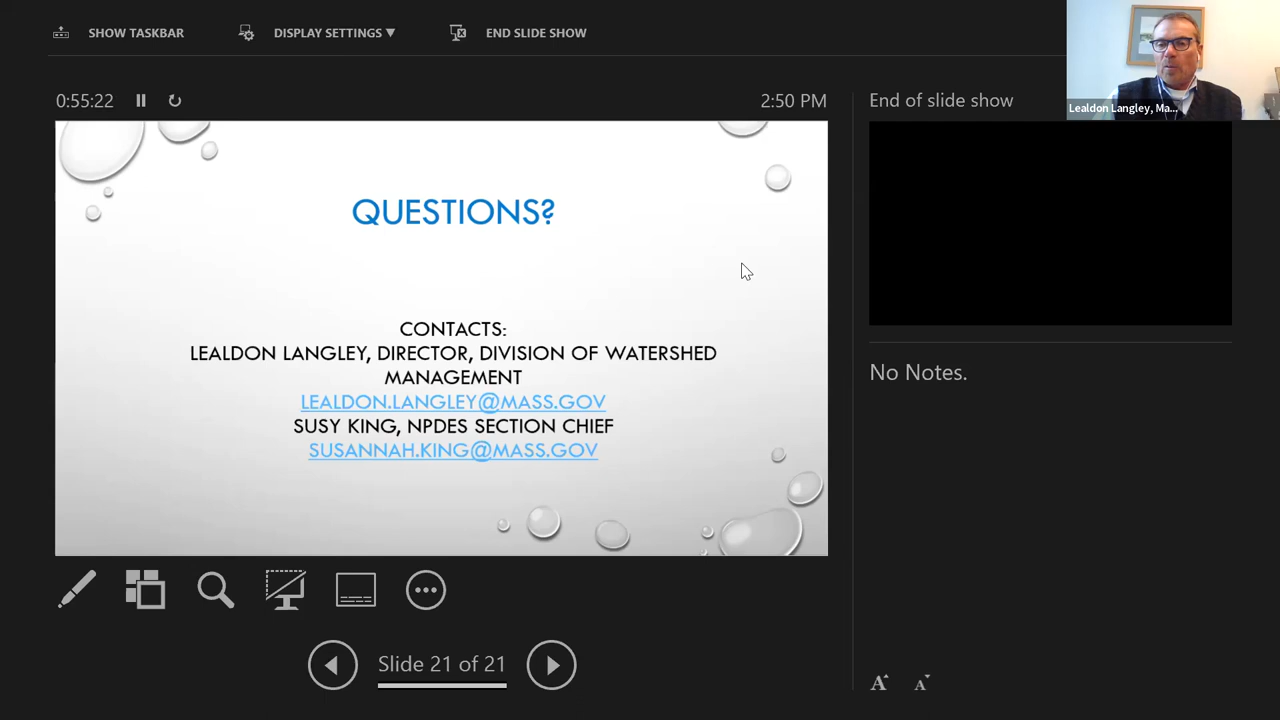 SHOW TASKBAR
DISPLAY SETTINGS ▼
END SLIDE SHOW
Lealdon Langley, Ma...
0:55:22
2:50 PM
End of slide show
QUESTIONS?
CONTACTS:
LEALDON LANGLEY, DIRECTOR, DIVISION OF WATERSHED
MANAGEMENT
LEALDON.LANGLEY@MASS.GOV
SUSY KING, NPDES SECTION CHIEF
SUSANNAH.KING@MASS.GOV
No Notes.
Slide 21 of 21
A A